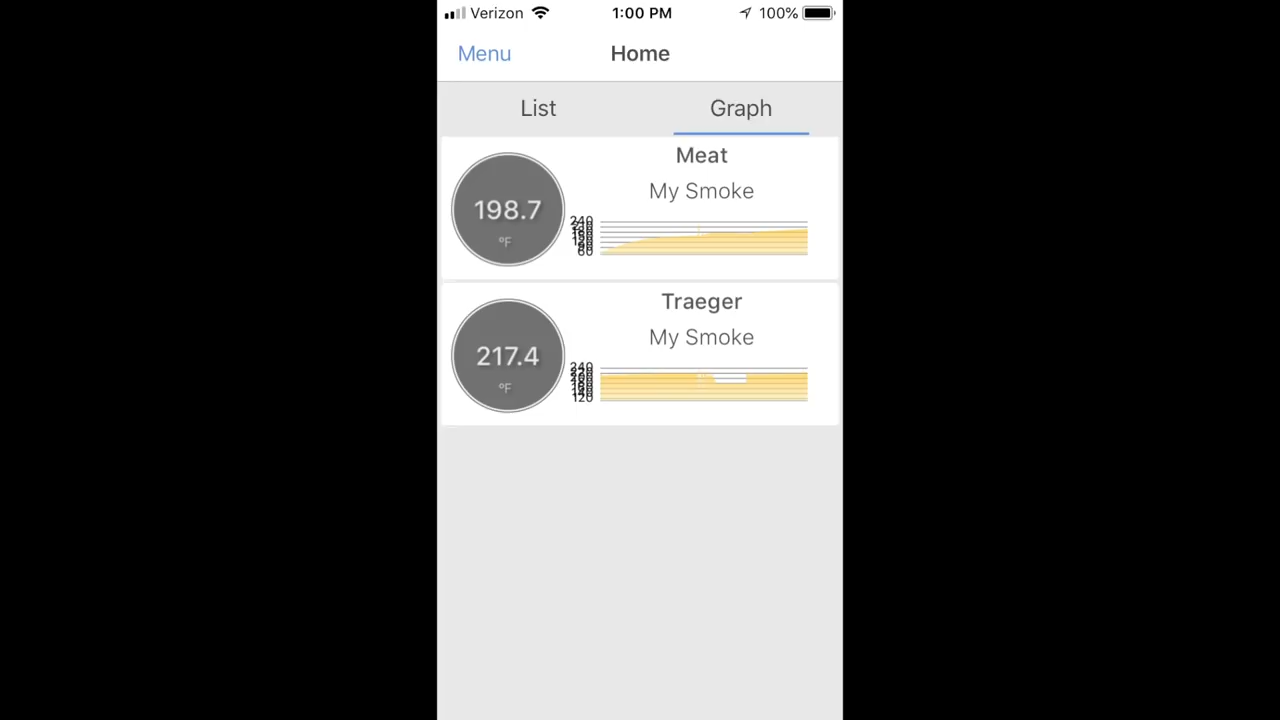 Verizon 1:00 PM 100%
Menu Home
List Graph
Meat
My Smoke
198.7
°F
240
60
Traeger
My Smoke
217.4
°F
240
120